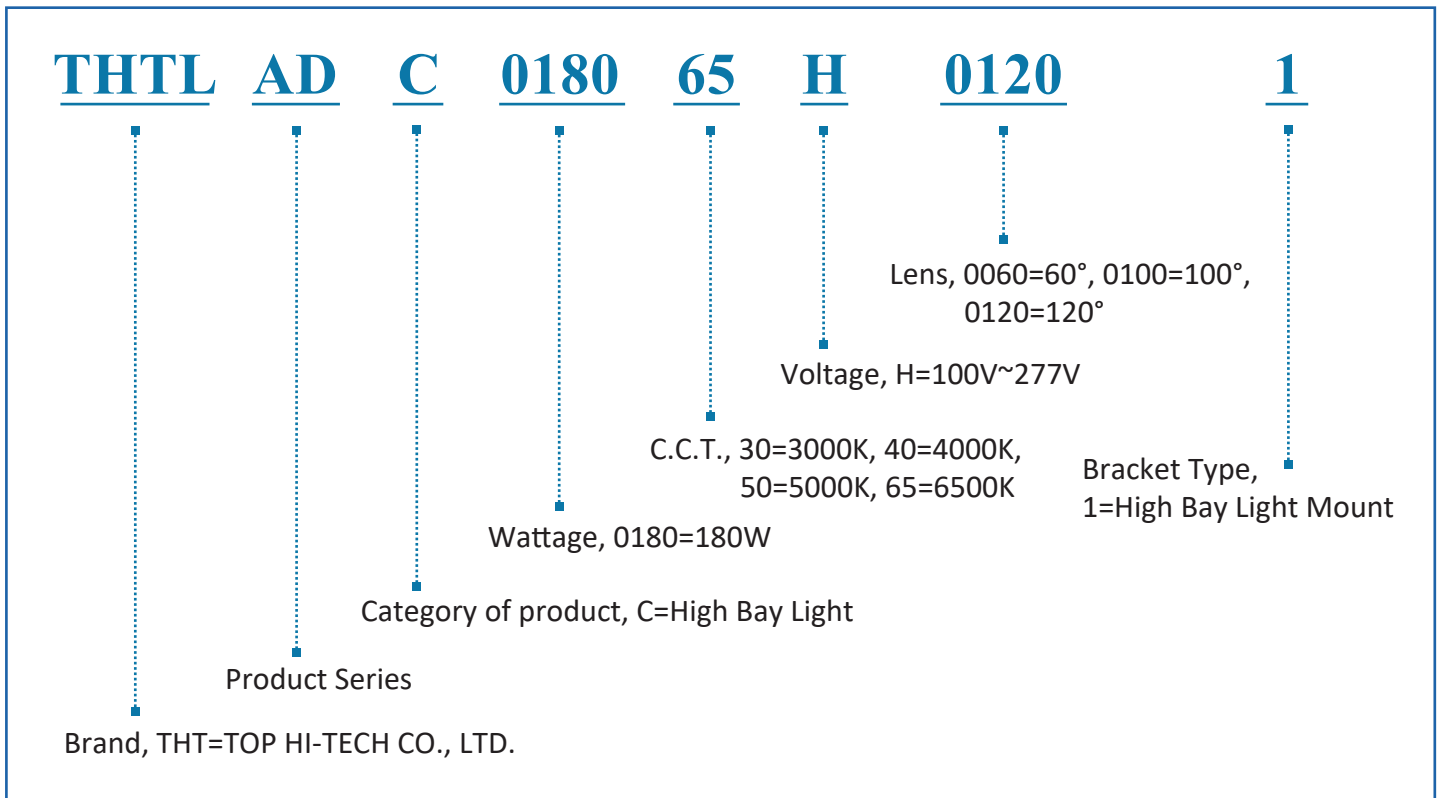 THTL AD C 0180 65 H 0120 1
Lens, 0060=60°, 0100=100°,
0120=120°
Voltage, H=100V~277V
C.C.T., 30=3000K, 40=4000K,
50=5000K, 65=6500K
Bracket Type,
1=High Bay Light Mount
Wattage, 0180=180W
Category of product, C=High Bay Light
Product Series
Brand, THT=TOP HI-TECH CO., LTD.